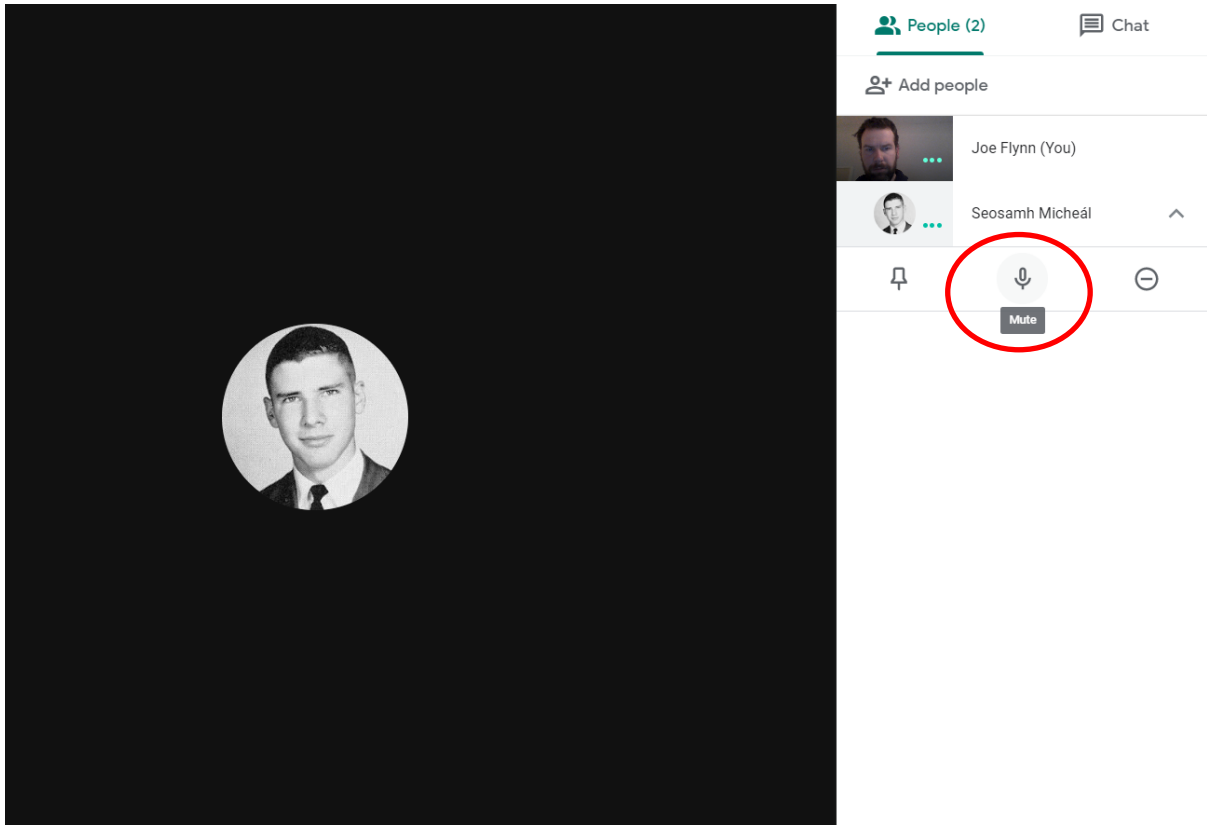 People (2) Chat
Add people
Joe Flynn (You)
Seosamh Micheál
Mute